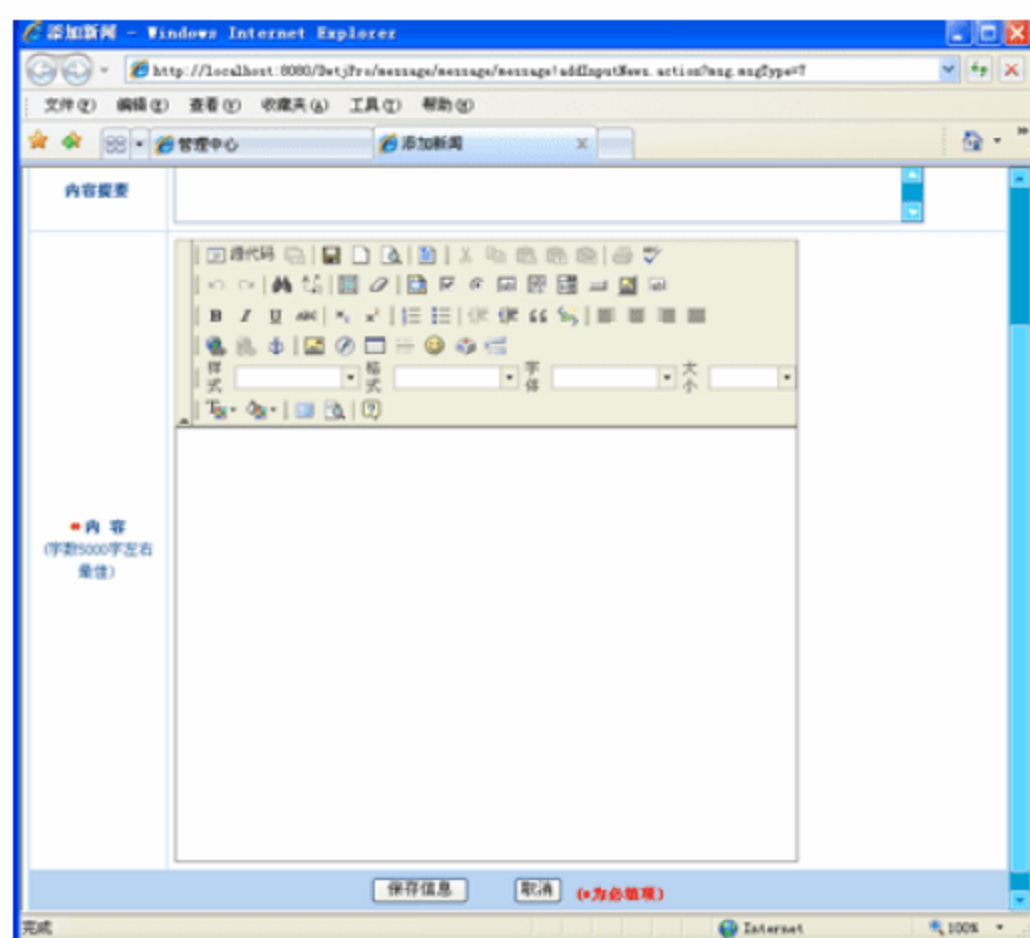 添加新闻 - Windows Internet Explorer
http://localhost:8080/DwtjPro/message/message/message!addInputNews.action?msg.msgType=7
文件(F) 编辑(E) 查看(V) 收藏夹(A) 工具(T) 帮助(H)
管理中心 添加新闻
内容提要
源代码
B I U ABC
样式 格式 字体 大小
*内 容
(字数5000字左右
最佳)
保存信息 取消 (*为必填项)
完成 Internet 100%